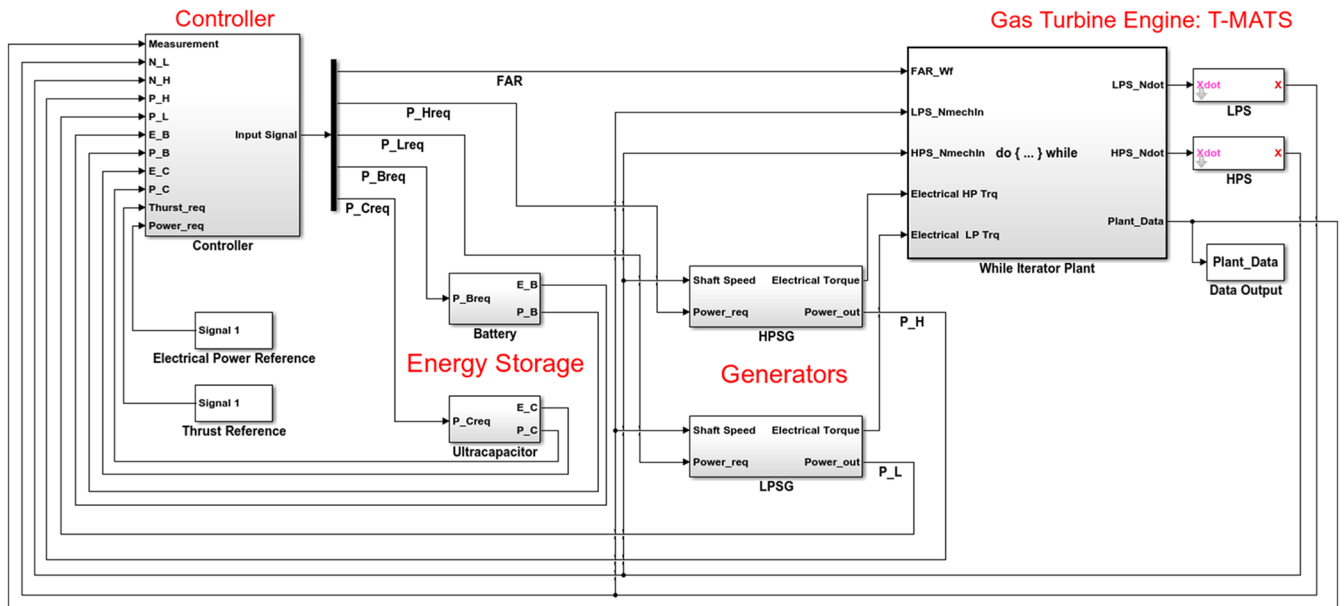 Controller
Gas Turbine Engine: T-MATS
Measurement
N_L
N_H
P_H
P_L
E_B
P_B
E_C
P_C
Thurst_req
Power_req
Input Signal
Controller
FAR
P_Hreq
P_Lreq
P_Breq
P_Creq
FAR_Wf
LPS_NmechIn
HPS_NmechIn
do { ... } while
Electrical HP Trq
Electrical LP Trq
LPS_Ndot
HPS_Ndot
Plant_Data
While Iterator Plant
Xdot
X
LPS
Xdot
X
HPS
Plant_Data
Data Output
Signal 1
Electrical Power Reference
Signal 1
Thrust Reference
P_Breq
E_B
P_B
Battery
Energy Storage
P_Creq
E_C
P_C
Ultracapacitor
Shaft Speed
Electrical Torque
Power_req
Power_out
HPSG
P_H
Generators
Shaft Speed
Electrical Torque
Power_req
Power_out
LPSG
P_L